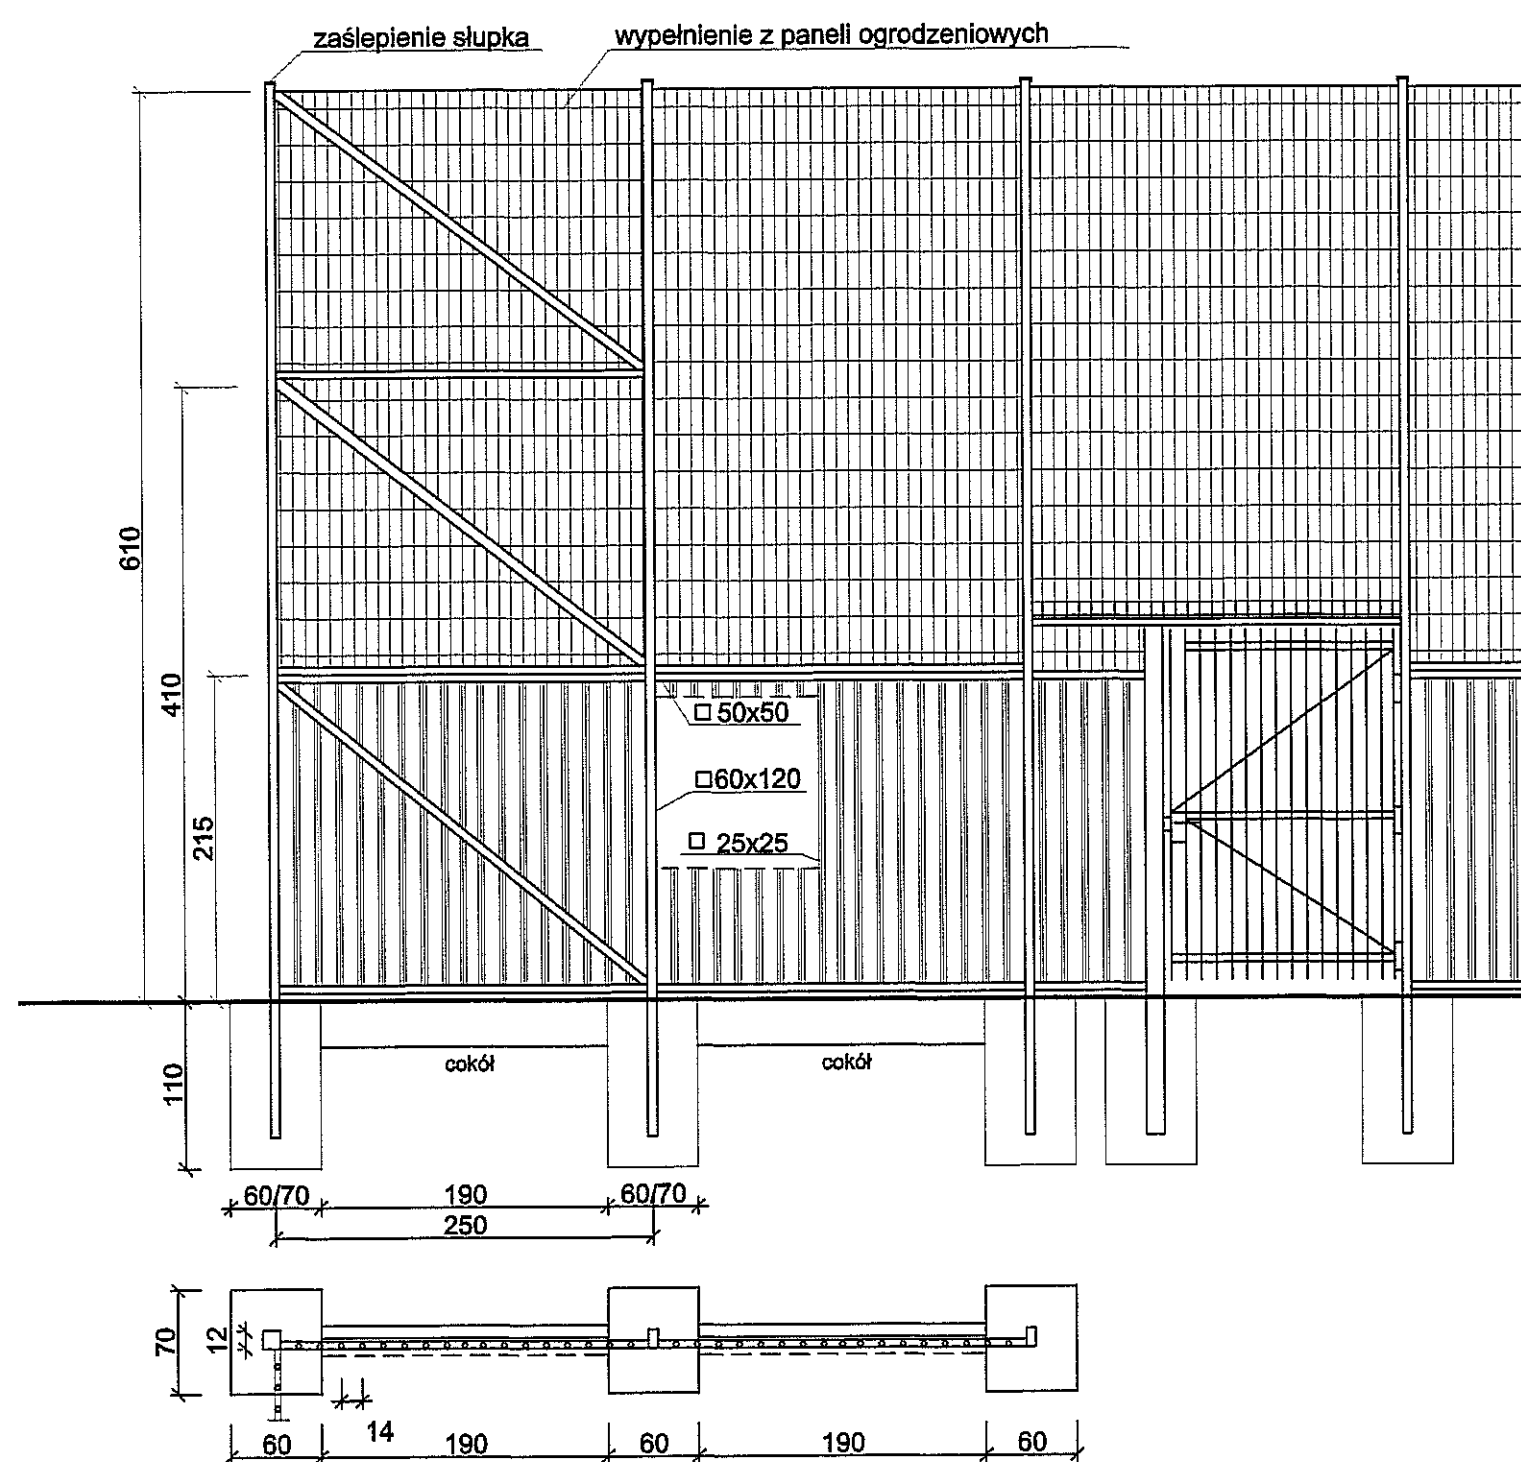 zaślepienie słupka
wypełnienie z paneli ogrodzeniowych
610
410
215
□ 50x50
□60x120
□ 25x25
110
cokół
cokół
60/70
190
60/70
250
70
12
14
60
190
60
190
60